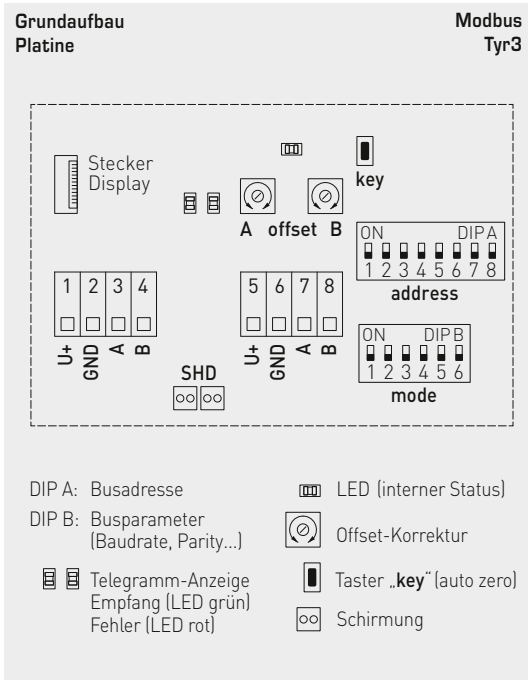 Grundaufbau
Platine
Modbus
Tyr3
Stecker
Display
key
A offset B
ON DIP A
1 2 3 4 5 6 7 8
address
1 2 3 4
U+ GND A B
5 6 7 8
U+ GND A B
ON DIP B
1 2 3 4 5 6
mode
SHD
DIP A: Busadresse
DIP B: Busparameter
(Baudrate, Parity...)
Telegramm-Anzeige
Empfang (LED grün)
Fehler (LED rot)
LED (interner Status)
Offset-Korrektur
Taster „key“ (auto zero)
Schirmung